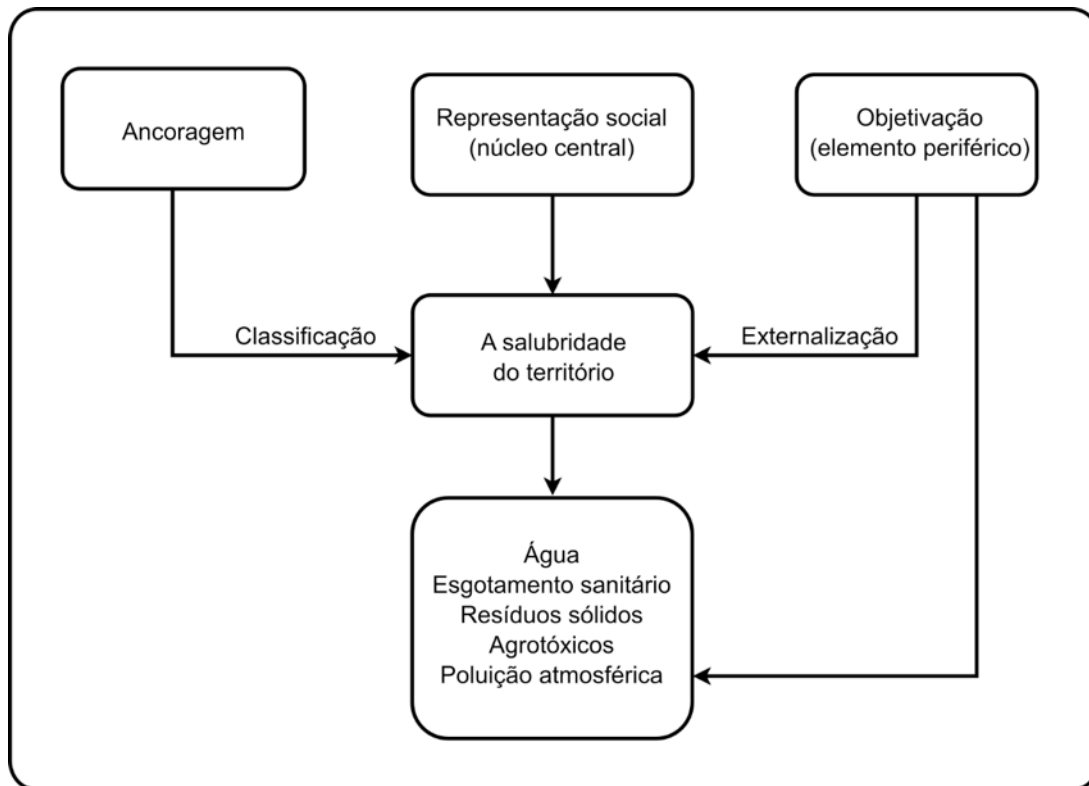 Ancoragem
Representação social
(núcleo central)
Objetivação
(elemento periférico)
Classificação
A salubridade
do território
Externalização
Água
Esgotamento sanitário
Resíduos sólidos
Agrotóxicos
Poluição atmosférica